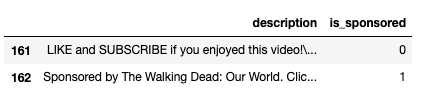 description is_sponsored
161 LIKE and SUBSCRIBE if you enjoyed this video!\... 0
162 Sponsored by The Walking Dead: Our World. Clic... 1